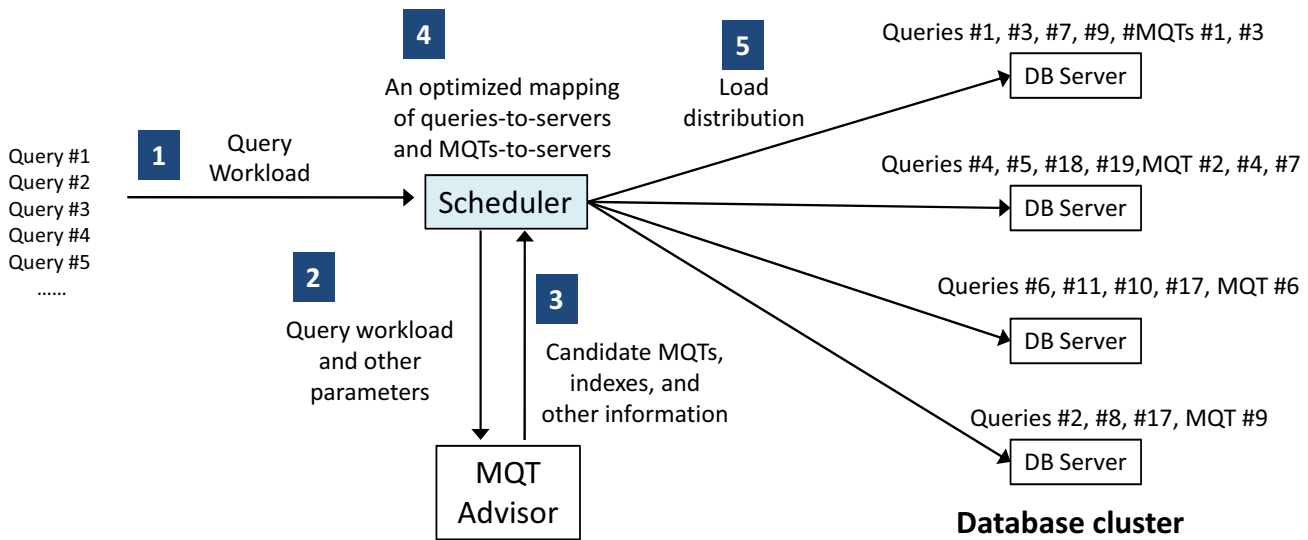 Query #1
Query #2
Query #3
Query #4
Query #5
......
1
Query
Workload
4
An optimized mapping
of queries-to-servers
and MQTs-to-servers
Scheduler
2
Query workload
and other
parameters
3
Candidate MQTs,
indexes, and
other information
MQT
Advisor
5
Load
distribution
Queries #1, #3, #7, #9, #MQTs #1, #3
DB Server
Queries #4, #5, #18, #19,MQT #2, #4, #7
DB Server
Queries #6, #11, #10, #17, MQT #6
DB Server
Queries #2, #8, #17, MQT #9
DB Server
Database cluster